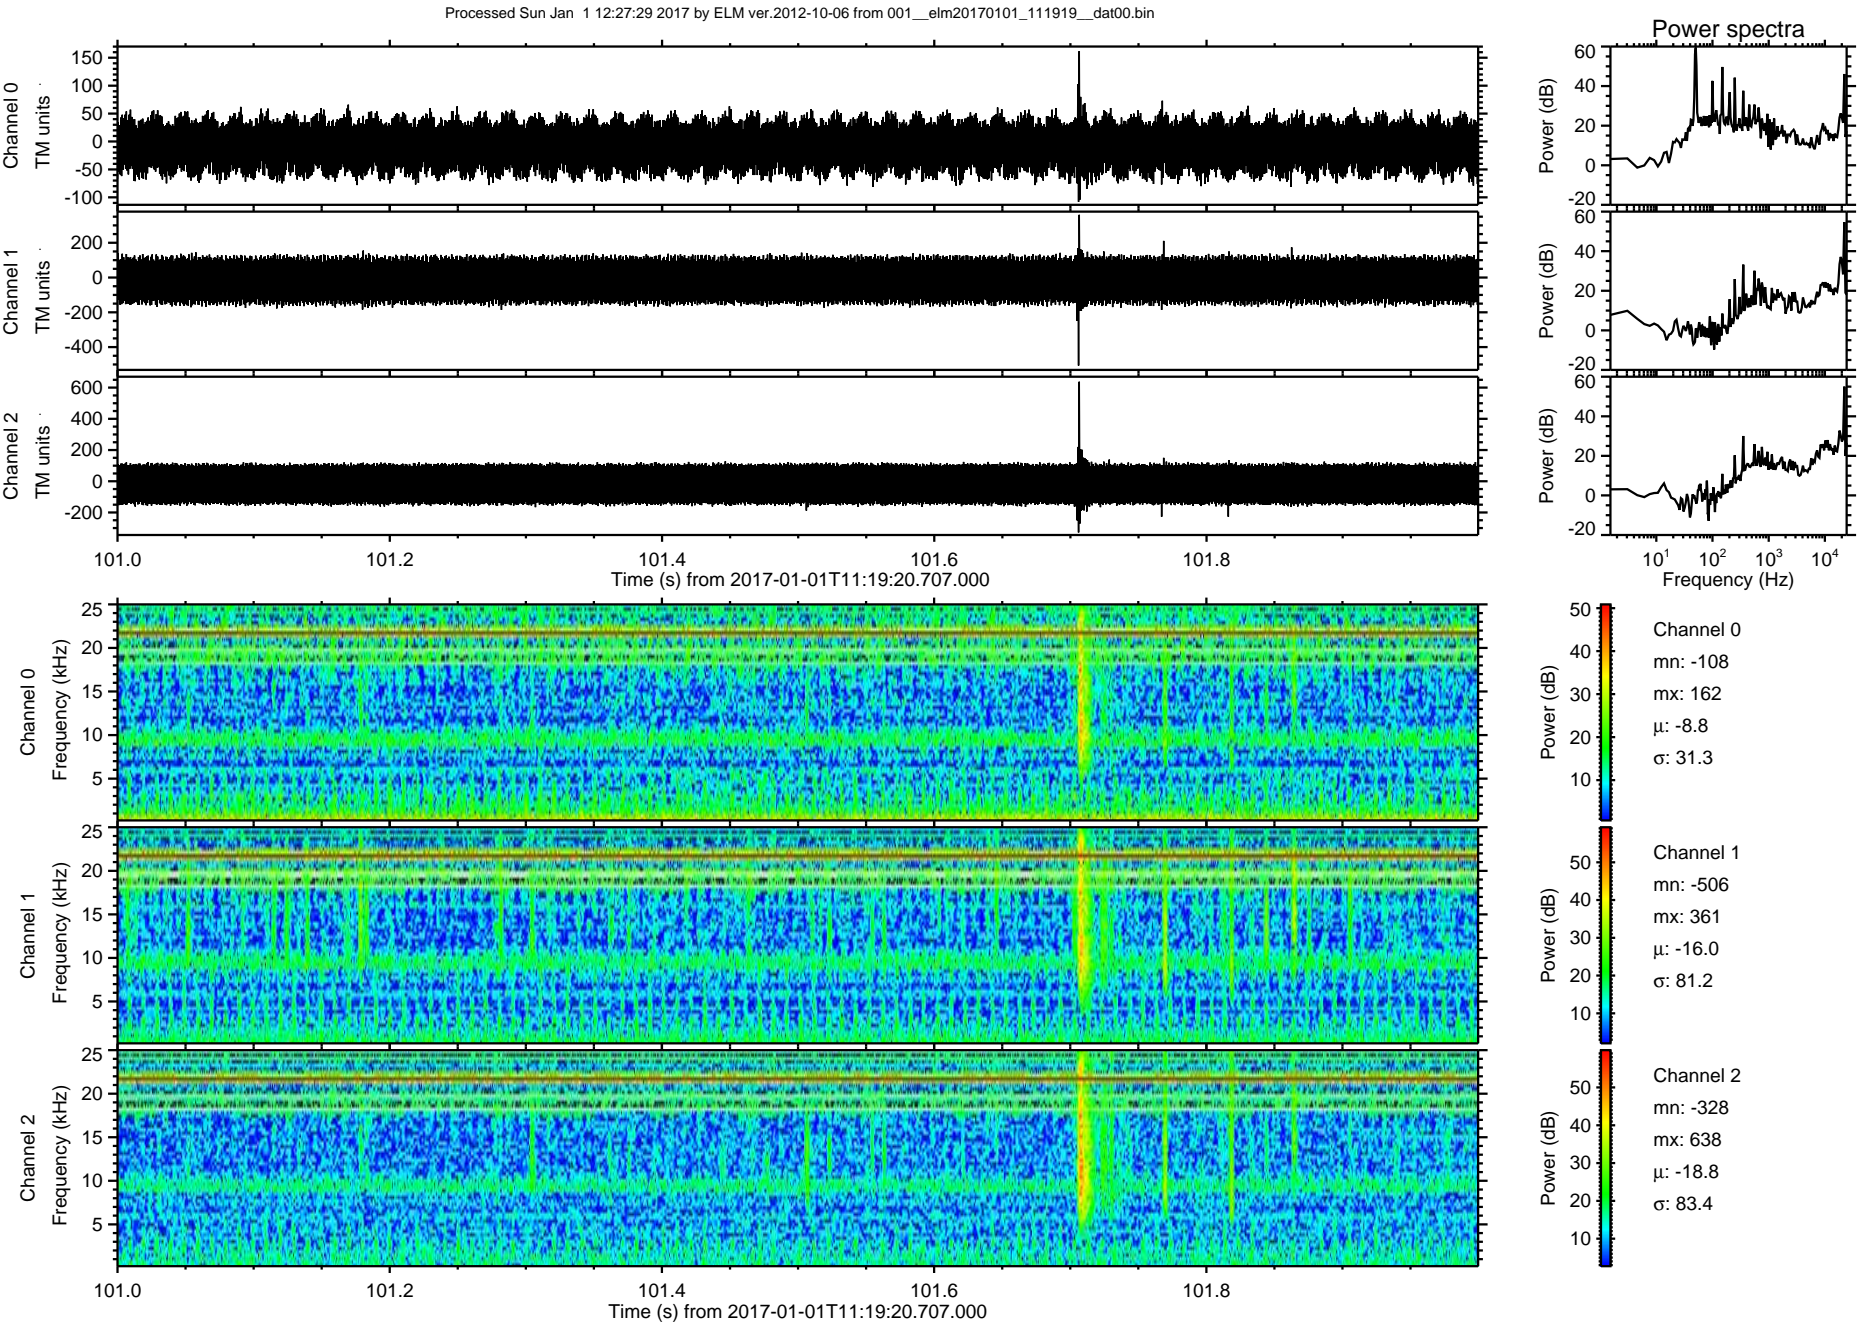 Processed Sun Jan  1 12:27:29 2017 by ELM ver.2012-10-06 from 001__elm20170101_111919__dat00.bin
Power spectra
Channel 0
TM units
150
100
50
0
-50
-100
Power (dB)
60
40
20
0
-20
Channel 1
TM units
200
0
-200
-400
Power (dB)
60
40
20
0
-20
Channel 2
TM units
600
400
200
0
-200
Power (dB)
60
40
20
0
-20
101.0 101.2 101.4 101.6 101.8
Time (s) from 2017-01-01T11:19:20.707.000
10¹ 10² 10³ 10⁴
Frequency (Hz)
Channel 0
Frequency (kHz)
25
20
15
10
5
Power (dB)
50
40
30
20
10
Channel 0
mn: -108
mx: 162
μ: -8.8
σ: 31.3
Channel 1
Frequency (kHz)
25
20
15
10
5
Power (dB)
50
40
30
20
10
Channel 1
mn: -506
mx: 361
μ: -16.0
σ: 81.2
Channel 2
Frequency (kHz)
25
20
15
10
5
Power (dB)
50
40
30
20
10
Channel 2
mn: -328
mx: 638
μ: -18.8
σ: 83.4
101.0 101.2 101.4 101.6 101.8
Time (s) from 2017-01-01T11:19:20.707.000